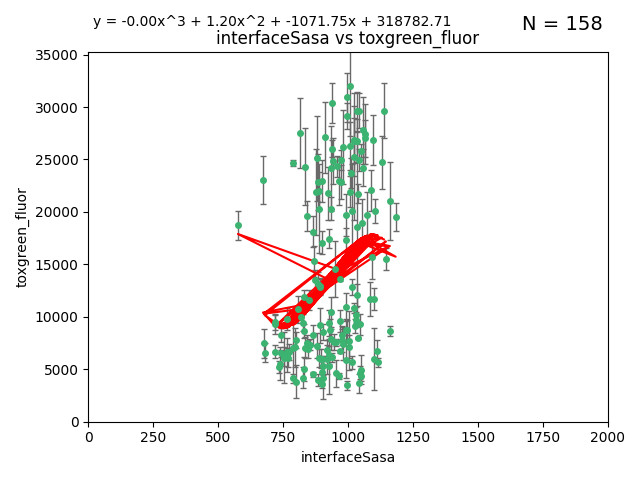 y = -0.00x^3 + 1.20x^2 + -1071.75x + 318782.71
N = 158
interfaceSasa vs toxgreen_fluor
35000
30000
25000
20000
15000
10000
5000
0
toxgreen_fluor
0 250 500 750 1000 1250 1500 1750 2000
interfaceSasa